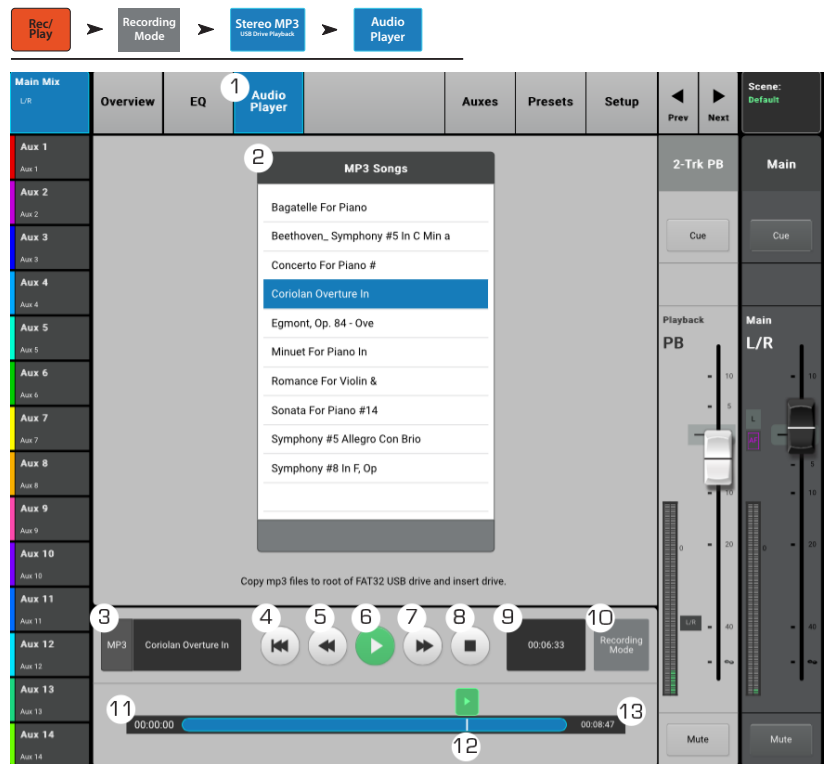 Rec/
Play
Recording
Mode
Stereo MP3
USB Drive Playback
Audio
Player
Main Mix
L/R
Overview
EQ
1
Audio
Player
Auxes
Presets
Setup
Prev
Next
Scene:
Default
Aux 1
Aux 1
Aux 2
Aux 2
Aux 3
Aux 3
Aux 4
Aux 4
Aux 5
Aux 5
Aux 6
Aux 6
Aux 7
Aux 7
Aux 8
Aux 8
Aux 9
Aux 9
Aux 10
Aux 10
Aux 11
Aux 11
Aux 12
Aux 12
Aux 13
Aux 13
Aux 14
Aux 14
2
MP3 Songs
Bagatelle For Piano
Beethoven_ Symphony #5 In C Min a
Concerto For Piano #
Coriolan Overture In
Egmont, Op. 84 - Ove
Minuet For Piano In
Romance For Violin &
Sonata For Piano #14
Symphony #5 Allegro Con Brio
Symphony #8 In F, Op
Copy mp3 files to root of FAT32 USB drive and insert drive.
3
MP3
Coriolan Overture In
4
5
6
7
8
9
00:06:33
10
Recording
Mode
11
00:00:00
12
00:08:47
13
2-Trk PB
Cue
Playback
PB
10
5
10
20
40
0
L/R
Mute
Main
Cue
Main
L/R
L
10
5
10
20
40
0
Mute